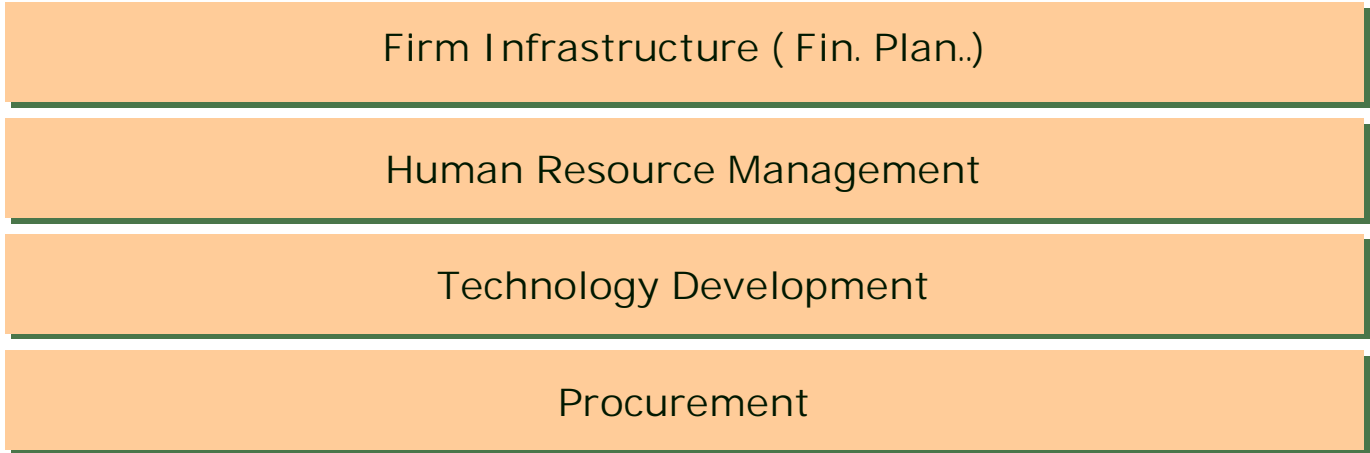 Firm Infrastructure ( Fin. Plan..)
Human Resource Management
Technology Development
Procurement